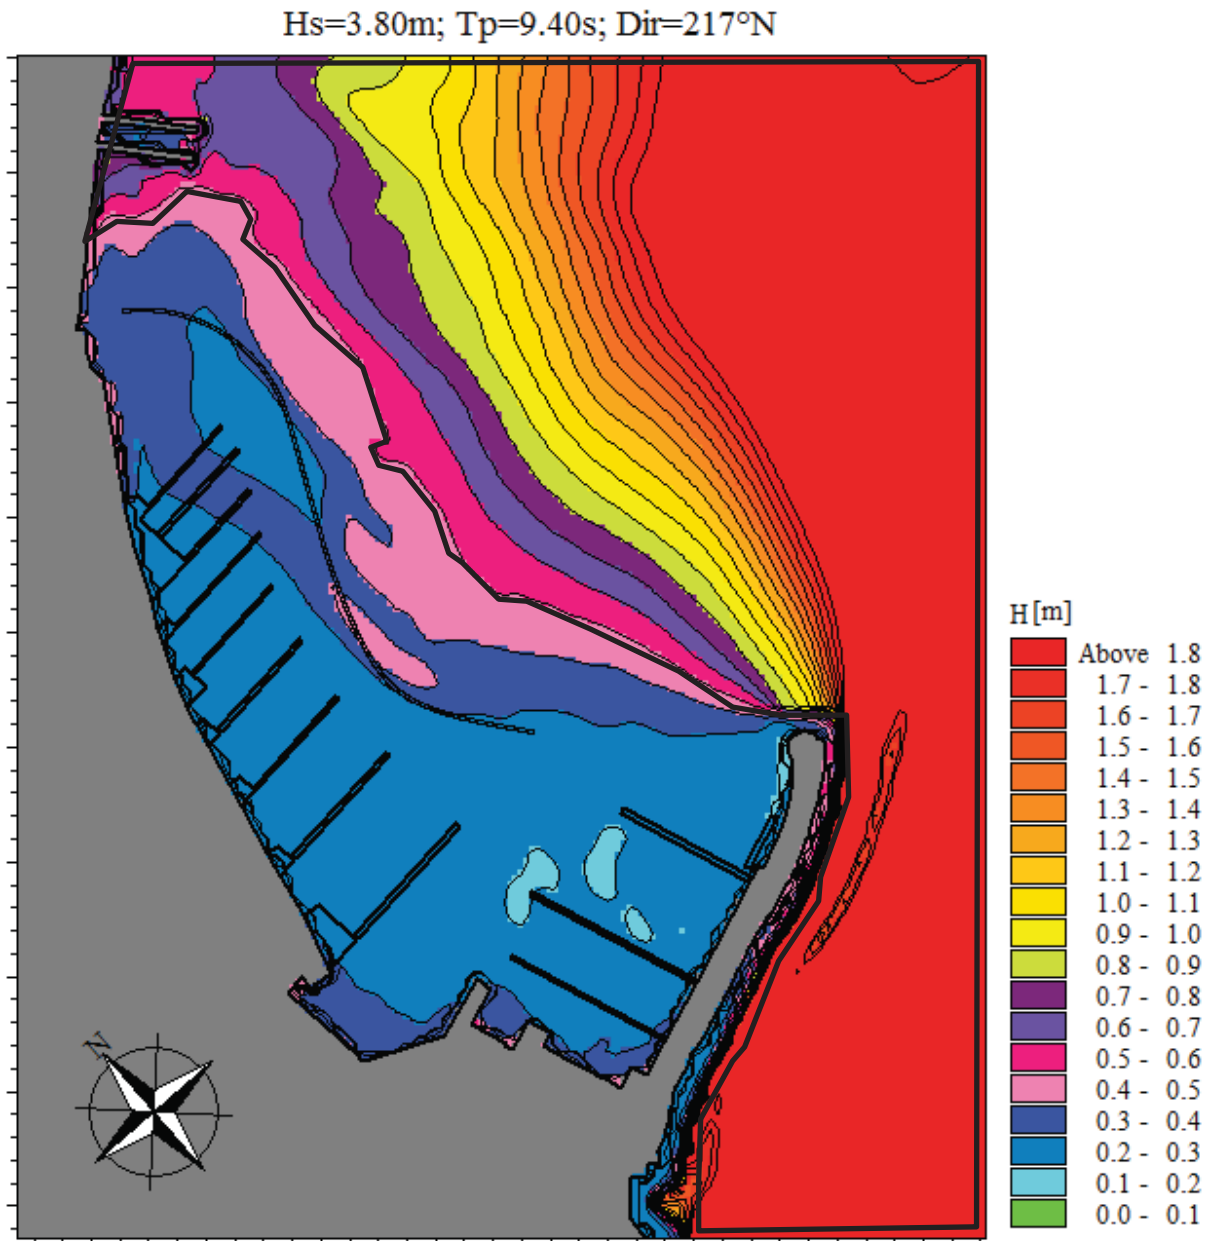 Hs=3.80m; Tp=9.40s; Dir=217°N
H [m]
Above 1.8
1.7 - 1.8
1.6 - 1.7
1.5 - 1.6
1.4 - 1.5
1.3 - 1.4
1.2 - 1.3
1.1 - 1.2
1.0 - 1.1
0.9 - 1.0
0.8 - 0.9
0.7 - 0.8
0.6 - 0.7
0.5 - 0.6
0.4 - 0.5
0.3 - 0.4
0.2 - 0.3
0.1 - 0.2
0.0 - 0.1
N